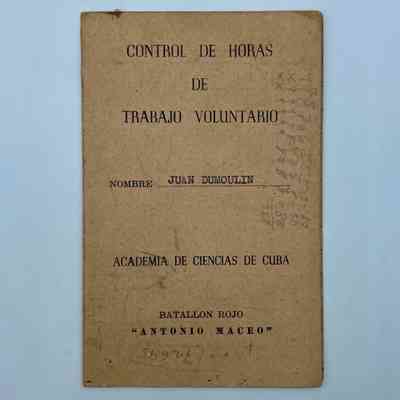 CONTROL DE HORAS
DE
TRABAJO VOLUNTARIO
NOMBRE JUAN DUMOULIN
ACADEMIA DE CIENCIAS DE CUBA
BATALLON ROJO
"ANTONIO MACEO"